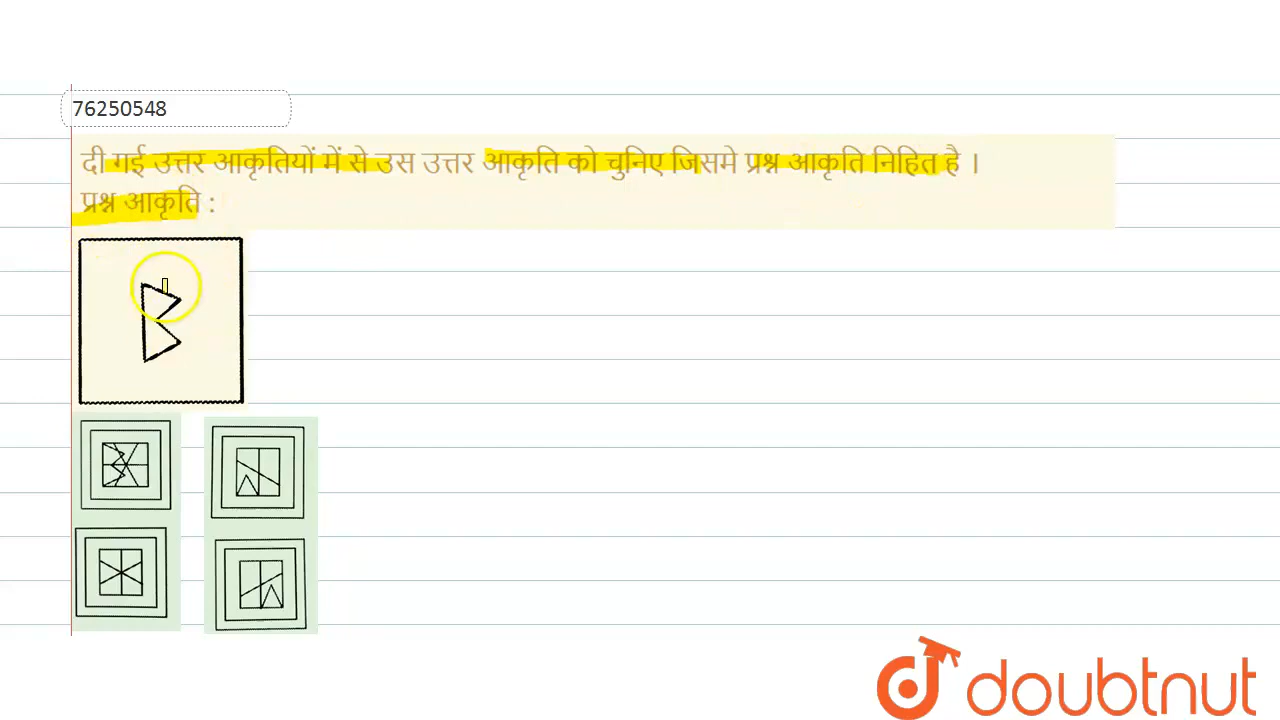 76250548
दी गई उत्तर आकृतियों में से उस उत्तर आकृति को चुनिए जिसमे प्रश्न आकृति निहित है ।
प्रश्न आकृति :
doubtnut